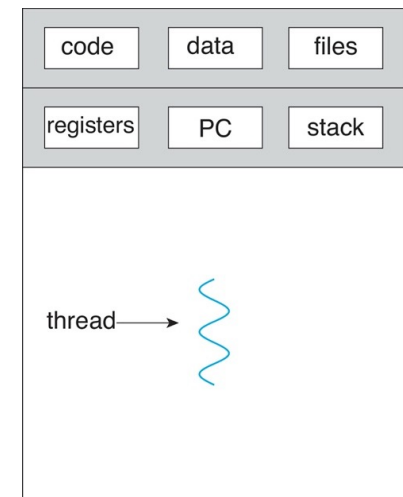 code data files
registers PC stack
thread